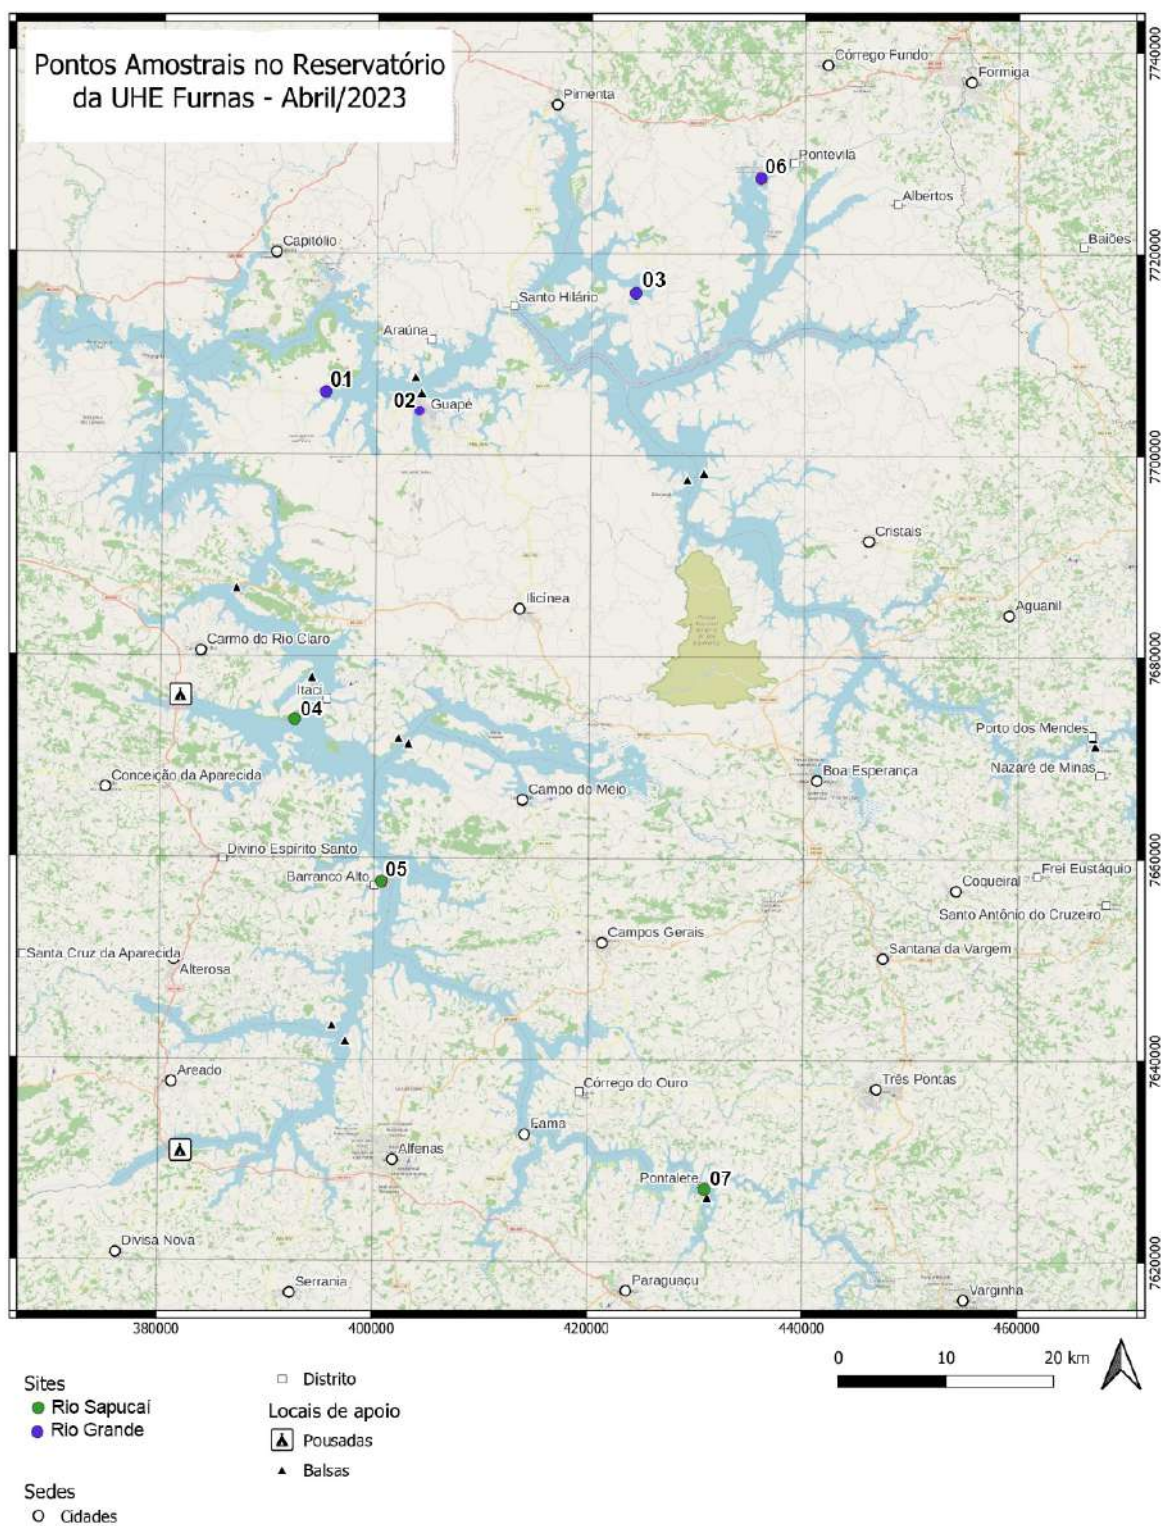 Pontos Amostrais no Reservatório
da UHE Furnas - Abril/2023
Córrego Fundo
Formiga
Pimenta
7740000
06
Pontevila
Albertos
Baiões
Capitólio
7720000
03
Santo Hilário
Araúna
01
02
Guapé
7700000
Cristais
Ilicínea
Aguanil
Carmo do Rio Claro
7680000
Itaci
04
Porto dos Mendes
Nazaré de Minas
Conceição da Aparecida
Boa Esperança
Campo do Meio
Divino Espírito Santo
7660000
Barranco Alto
05
Frei Eustáquio
Coqueiral
Santo Antônio do Cruzeiro
Campos Gerais
Santana da Vargem
Santa Cruz da Aparecida
Alterosa
7640000
Areado
Córrego do Ouro
Três Pontas
Fama
Alfenas
Pontalete
07
Divisa Nova
7620000
Serrania
Paraguaçu
Varginha
380000
400000
420000
440000
460000
0 10 20 km
Sites
Rio Sapucaí
Rio Grande
Sedes
Cidades
Distrito
Locais de apoio
Pousadas
Balsas